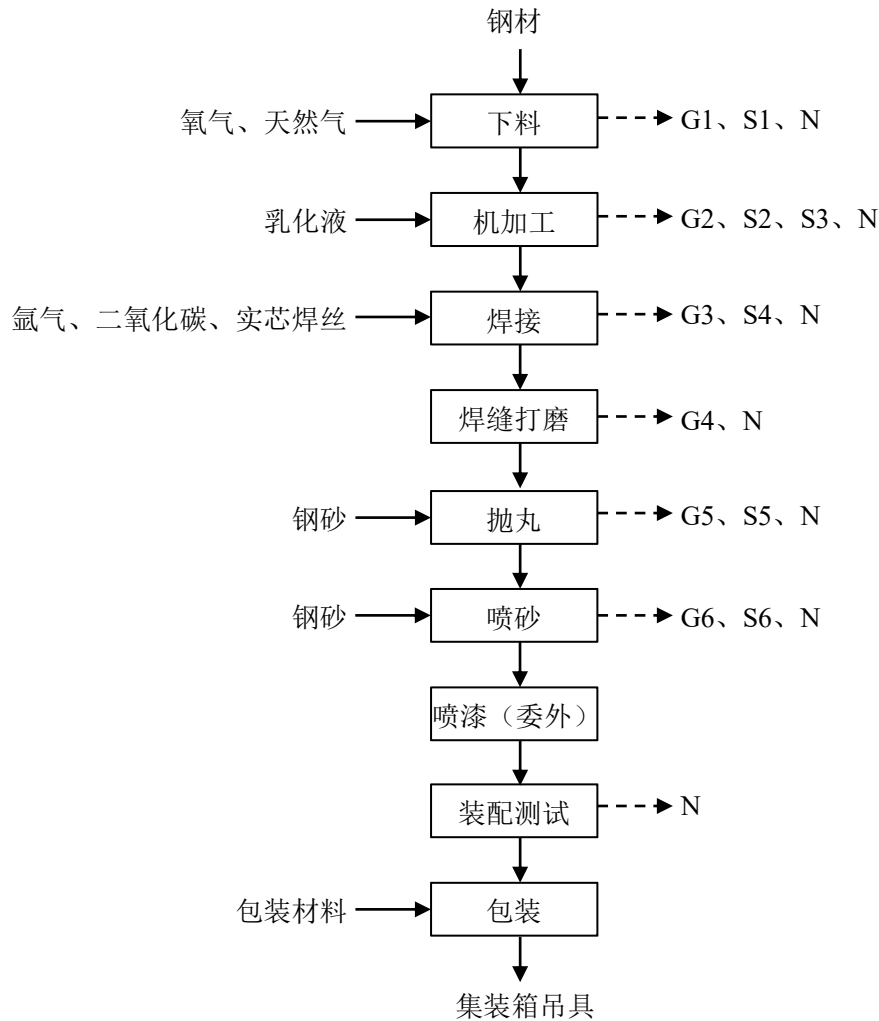 钢材
氧气、天然气 下料 G1、S1、N
乳化液 机加工 G2、S2、S3、N
氩气、二氧化碳、实芯焊丝 焊接 G3、S4、N
焊缝打磨 G4、N
钢砂 抛丸 G5、S5、N
钢砂 喷砂 G6、S6、N
喷漆（委外）
装配测试 N
包装材料 包装
集装箱吊具